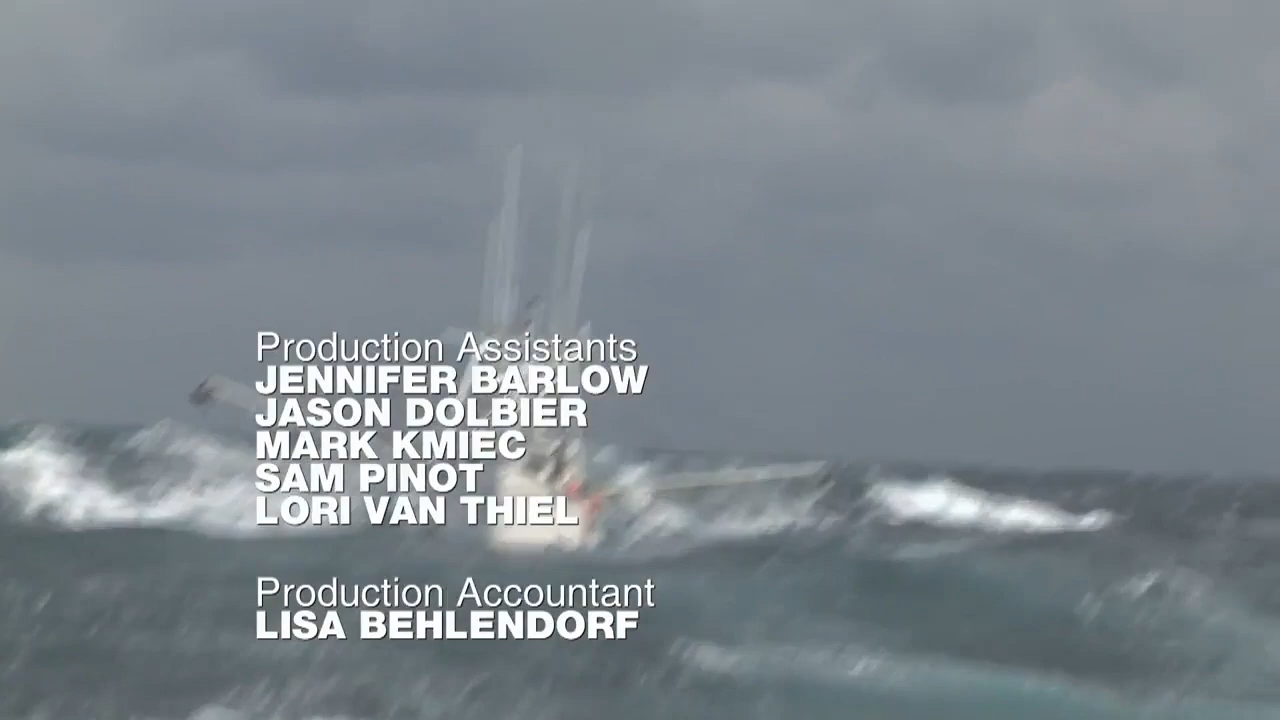 Production Assistants
JENNIFER BARLOW
JASON DOLBIER
MARK KMIEC
SAM PINOT
LORI VAN THIEL
Production Accountant
LISA BEHLENDORF